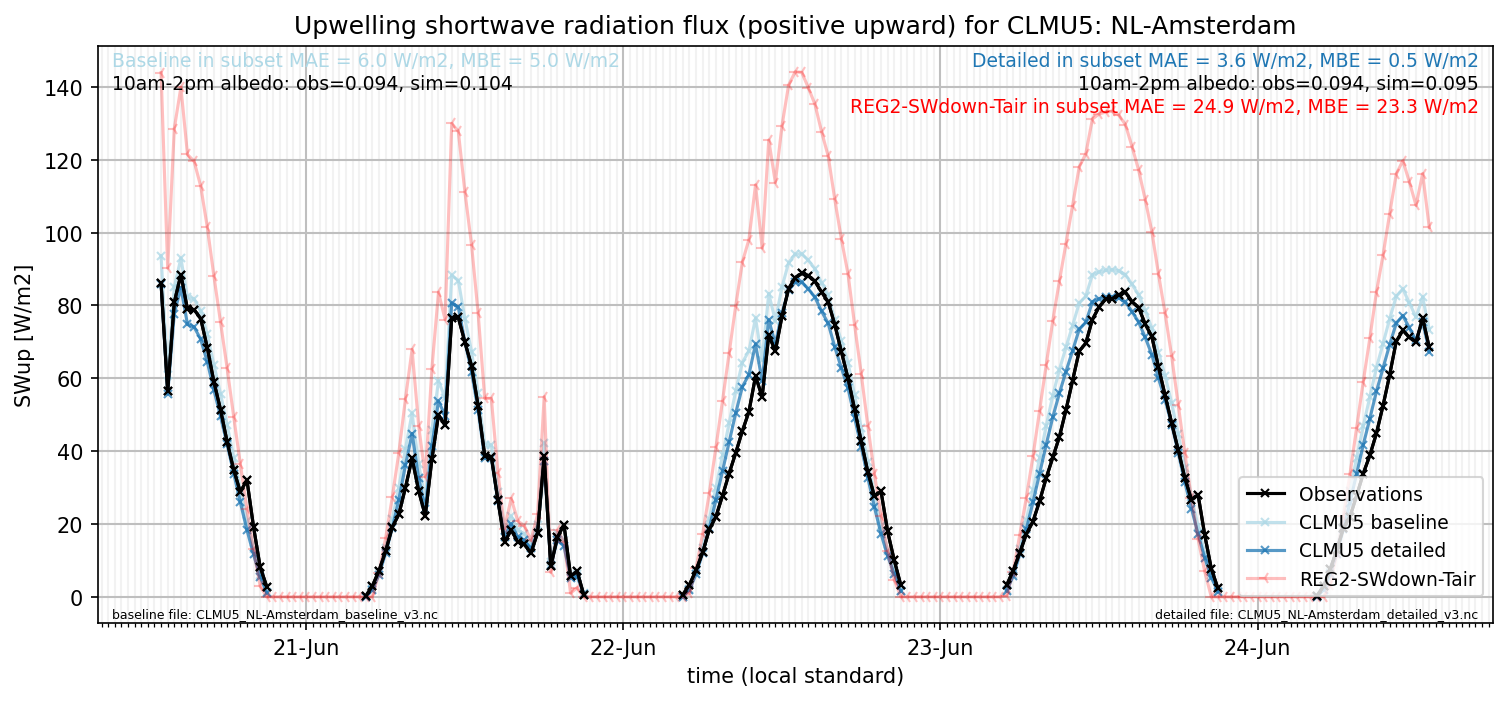 Upwelling shortwave radiation flux (positive upward) for CLMU5: NL-Amsterdam
Baseline in subset MAE = 6.0 W/m2, MBE = 5.0 W/m2
10am-2pm albedo: obs=0.094, sim=0.104
Detailed in subset MAE = 3.6 W/m2, MBE = 0.5 W/m2
10am-2pm albedo: obs=0.094, sim=0.095
REG2-SWdown-Tair in subset MAE = 24.9 W/m2, MBE = 23.3 W/m2
SWup [W/m2]
140
120
100
80
60
40
20
0
Observations
CLMU5 baseline
CLMU5 detailed
REG2-SWdown-Tair
baseline file: CLMU5_NL-Amsterdam_baseline_v3.nc
detailed file: CLMU5_NL-Amsterdam_detailed_v3.nc
21-Jun
22-Jun
23-Jun
24-Jun
time (local standard)